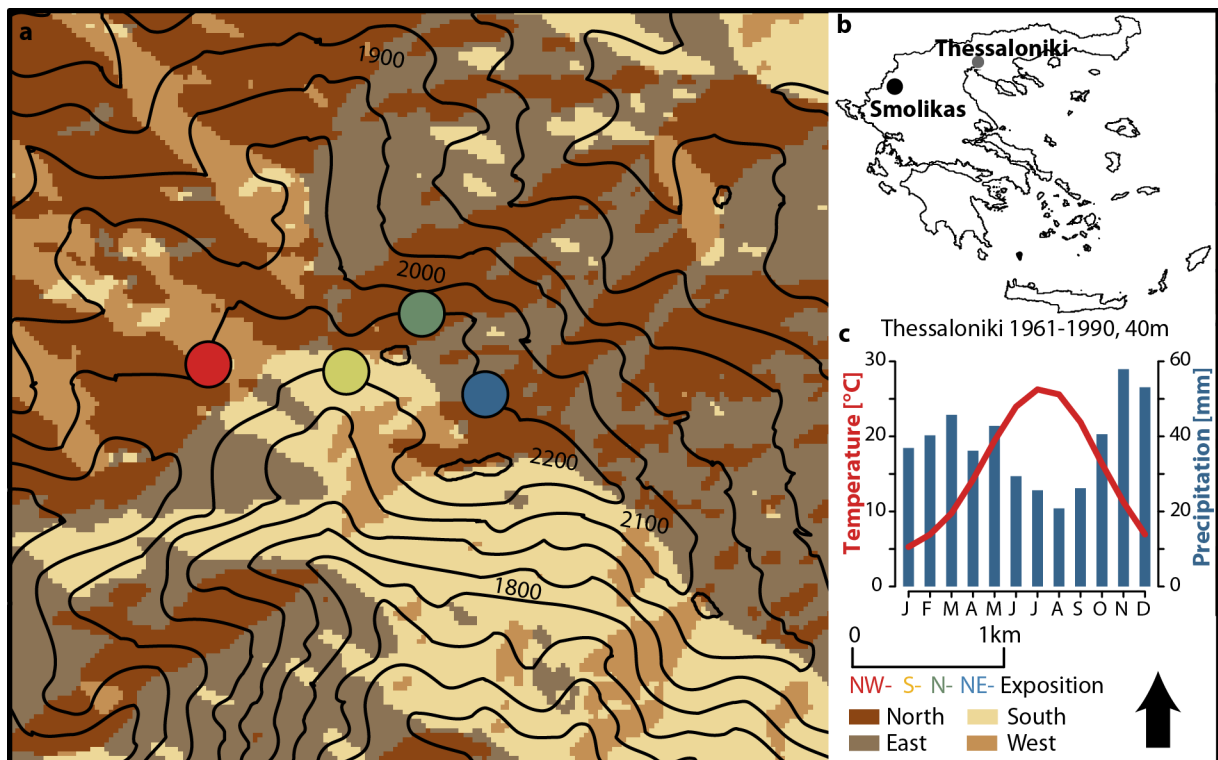 a
1900
2000
2200
2100
1800
b
Thessaloniki
Smolikas
c
Thessaloniki 1961-1990, 40m
30
20
10
0
Temperature [°C]
60
40
20
0
Precipitation [mm]
J F M A M J J A S O N D
0 1km
NW- S- N- NE- Exposition
North South
East West